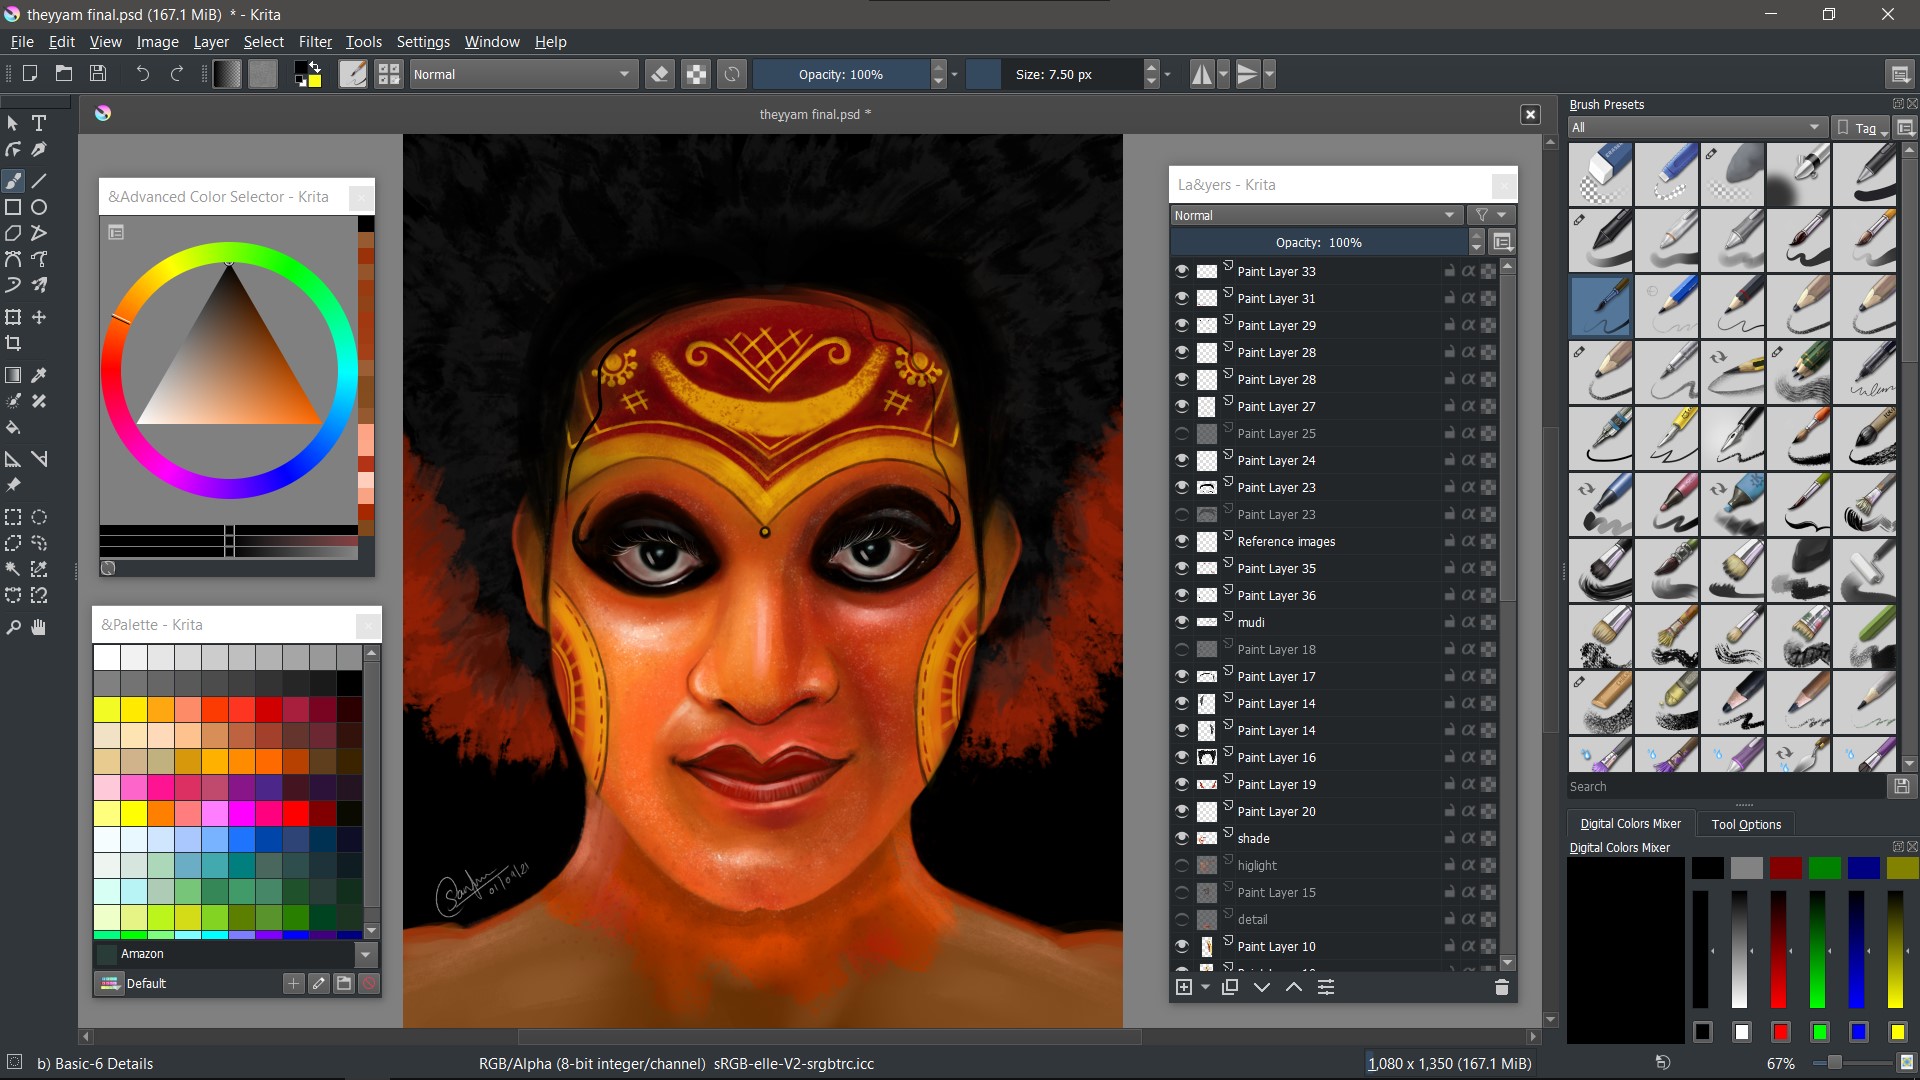 theyyam final.psd (167.1 MiB) * - Krita
File Edit View Image Layer Select Filter Tools Settings Window Help
Normal
Opacity: 100%
Size: 7.50 px
theyyam final.psd *
&Advanced Color Selector - Krita
&Palette - Krita
Amazon
Default
01/09/21
La&yers - Krita
Normal
Opacity: 100%
Paint Layer 33
Paint Layer 31
Paint Layer 29
Paint Layer 28
Paint Layer 28
Paint Layer 27
Paint Layer 25
Paint Layer 24
Paint Layer 23
Paint Layer 23
Reference images
Paint Layer 35
Paint Layer 36
mudi
Paint Layer 18
Paint Layer 17
Paint Layer 14
Paint Layer 14
Paint Layer 16
Paint Layer 19
Paint Layer 20
shade
higlight
Paint Layer 15
detail
Paint Layer 10
Brush Presets
All
Tag
Search
Digital Colors Mixer
Tool Options
Digital Colors Mixer
b) Basic-6 Details
RGB/Alpha (8-bit integer/channel) sRGB-elle-V2-srgbtrc.icc
1,080 x 1,350 (167.1 MiB)
67%